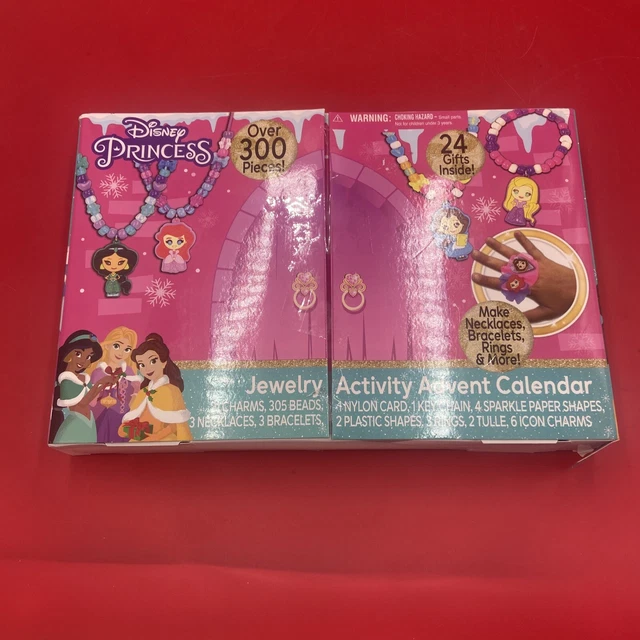 DISNEY
PRINCESS
Over
300
Pieces!
WARNING: CHOKING HAZARD - Small parts.
Not for children under 3 years.
24
Gifts
Inside!
Make
Necklaces,
Bracelets,
Rings
& More!
Jewelry Activity Advent Calendar
CHARMS, 305 BEADS,
3 NECKLACES, 3 BRACELETS,
1 NYLON CARD, 1 KEY CHAIN, 4 SPARKLE PAPER SHAPES,
2 PLASTIC SHAPES, 3 RINGS, 2 TULLE, 6 ICON CHARMS